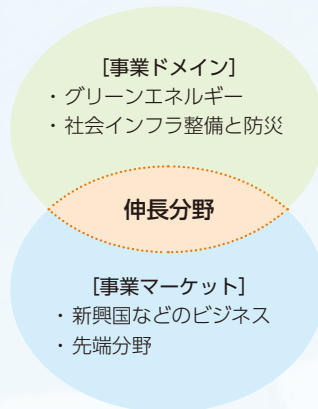 [事業ドメイン]
・グリーンエネルギー
・社会インフラ整備と防災
伸長分野
[事業マーケット]
・新興国などのビジネス
・先端分野